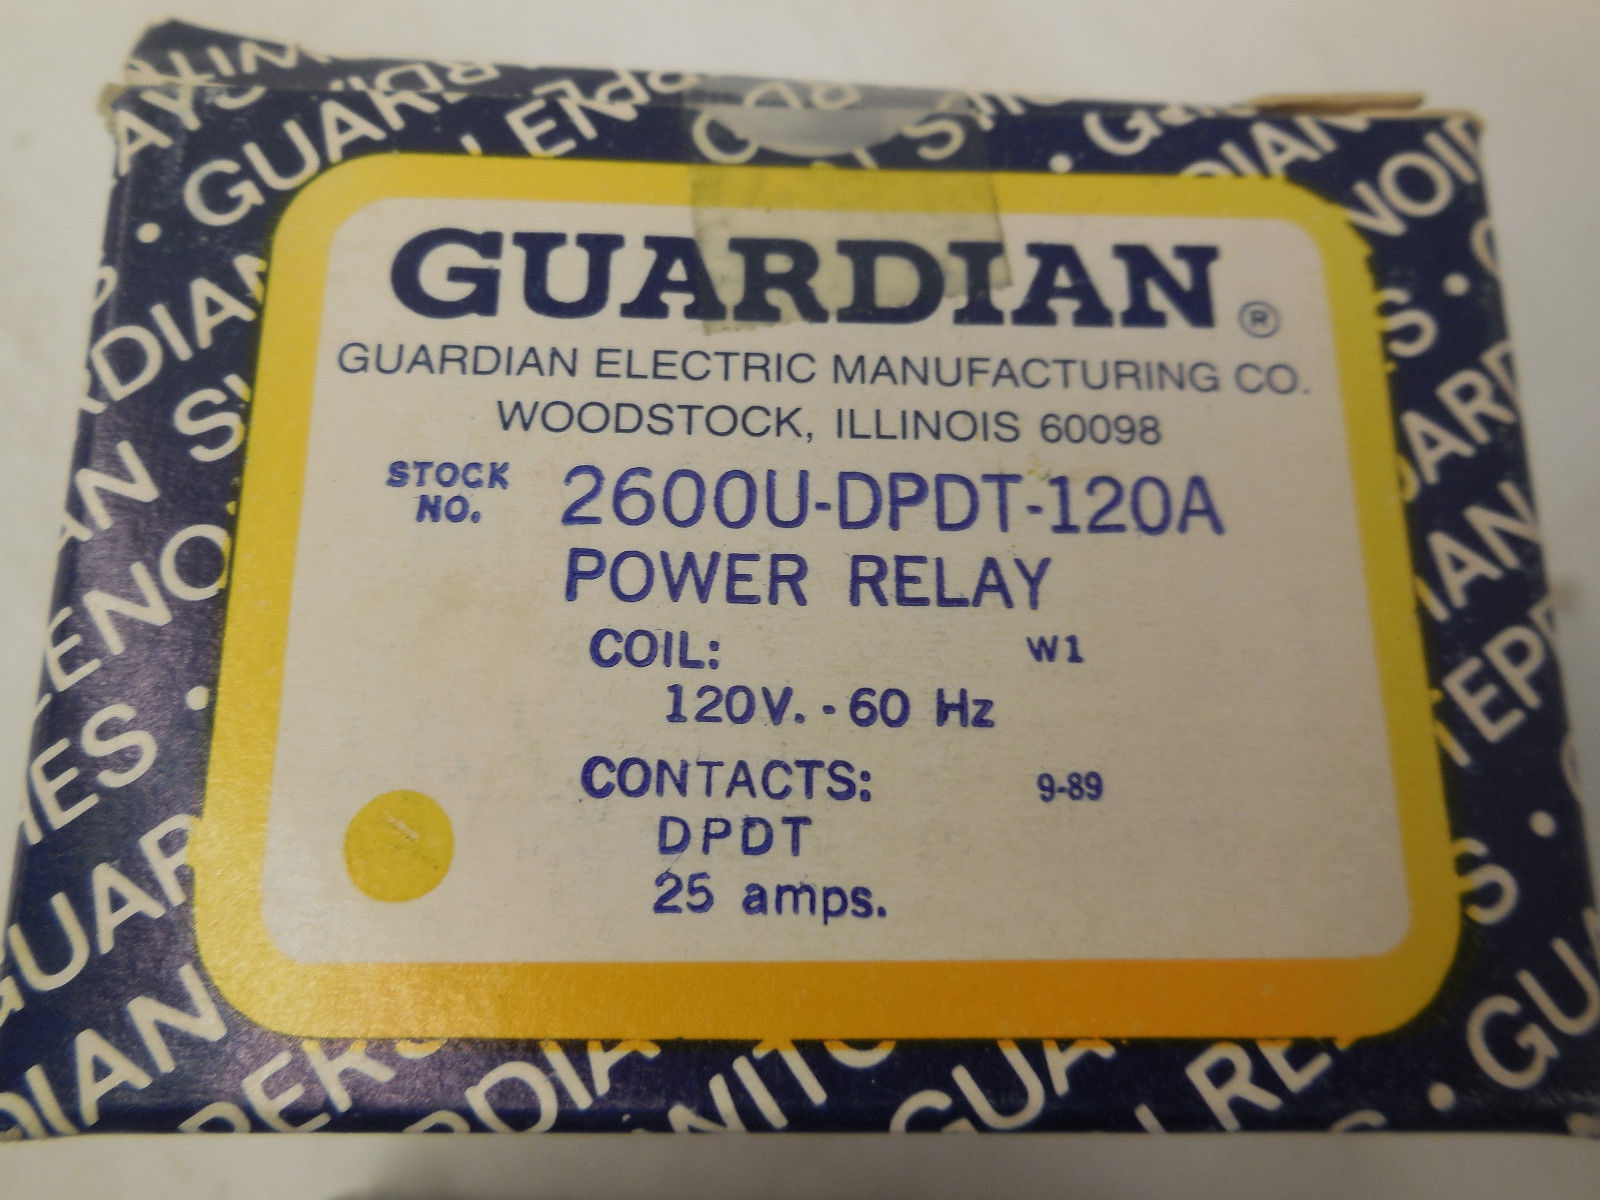 GUARDIAN ®
GUARDIAN ELECTRIC MANUFACTURING CO.
WOODSTOCK, ILLINOIS 60098
STOCK NO. 2600U-DPDT-120A
POWER RELAY
COIL: W1
120V. - 60 Hz
CONTACTS: 9-89
DPDT
25 amps.